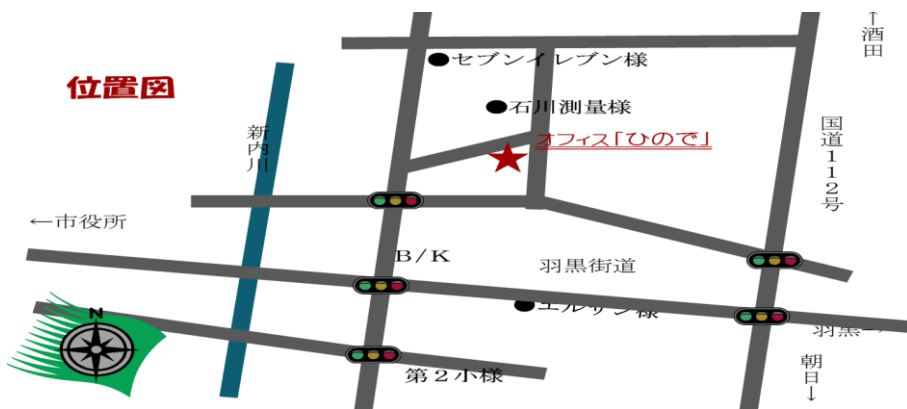 ↑酒田
セブンイレブン様
位置図
石川測量様
国道112号
新内川
オフィス「ひので」
←市役所
B/K
羽黒街道
エルサン様
羽黒→
N
第2小様
朝日↓